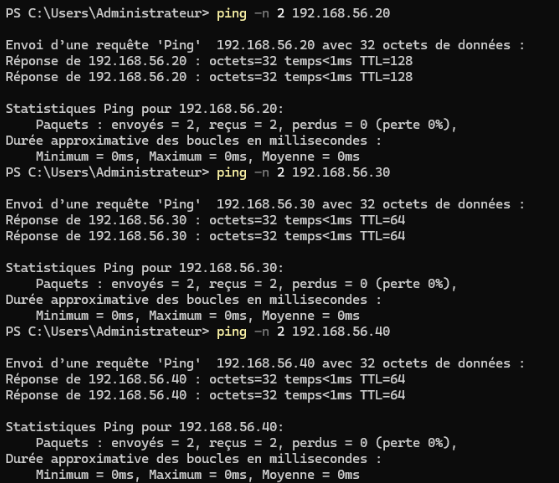 PS C:\Users\Administrateur> ping -n 2 192.168.56.20
Envoi d’une requête 'Ping'  192.168.56.20 avec 32 octets de données :
Réponse de 192.168.56.20 : octets=32 temps<1ms TTL=128
Réponse de 192.168.56.20 : octets=32 temps<1ms TTL=128
Statistiques Ping pour 192.168.56.20:
    Paquets : envoyés = 2, reçus = 2, perdus = 0 (perte 0%),
Durée approximative des boucles en millisecondes :
    Minimum = 0ms, Maximum = 0ms, Moyenne = 0ms
PS C:\Users\Administrateur> ping -n 2 192.168.56.30
Envoi d’une requête 'Ping'  192.168.56.30 avec 32 octets de données :
Réponse de 192.168.56.30 : octets=32 temps<1ms TTL=64
Réponse de 192.168.56.30 : octets=32 temps<1ms TTL=64
Statistiques Ping pour 192.168.56.30:
    Paquets : envoyés = 2, reçus = 2, perdus = 0 (perte 0%),
Durée approximative des boucles en millisecondes :
    Minimum = 0ms, Maximum = 0ms, Moyenne = 0ms
PS C:\Users\Administrateur> ping -n 2 192.168.56.40
Envoi d’une requête 'Ping'  192.168.56.40 avec 32 octets de données :
Réponse de 192.168.56.40 : octets=32 temps<1ms TTL=64
Réponse de 192.168.56.40 : octets=32 temps<1ms TTL=64
Statistiques Ping pour 192.168.56.40:
    Paquets : envoyés = 2, reçus = 2, perdus = 0 (perte 0%),
Durée approximative des boucles en millisecondes :
    Minimum = 0ms, Maximum = 0ms, Moyenne = 0ms